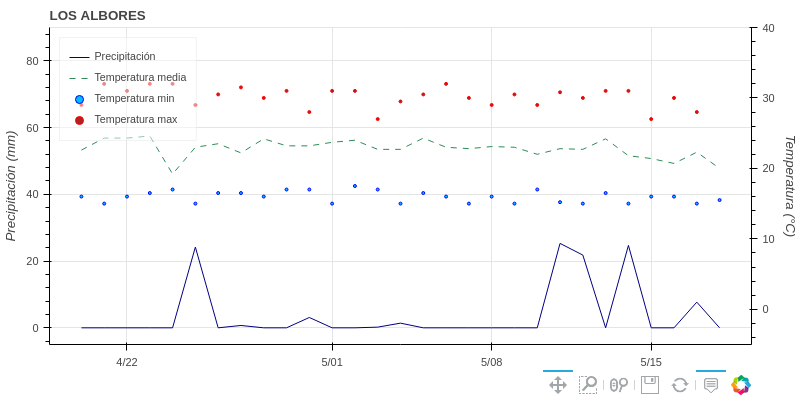 LOS ALBORES
Precipitación
Temperatura media
Temperatura min
Temperatura max
Precipitación (mm)
80
60
40
20
0
Temperatura (°C)
40
30
20
10
0
4/22
5/01
5/08
5/15